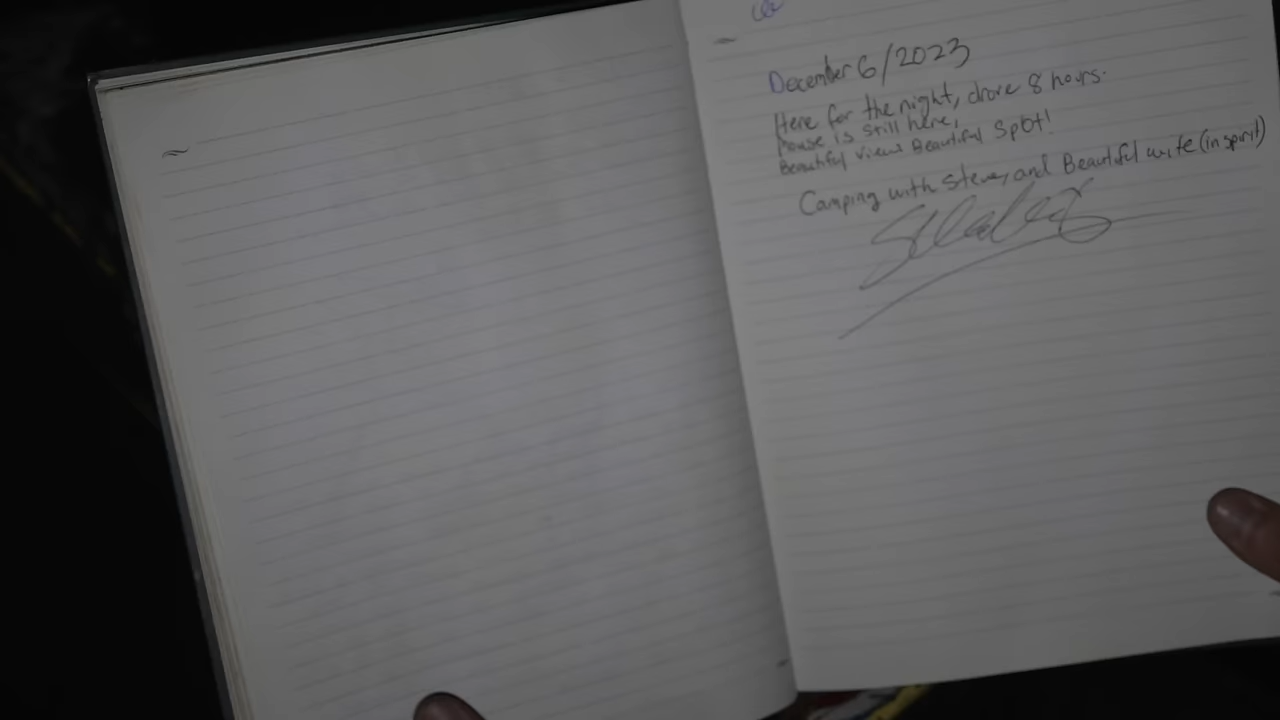 December 6/2023
Here for the night, drove 8 hours.
house is still here,
Beautiful view! Beautiful Spot!
Camping with Steve, and Beautiful wife (in spirit)